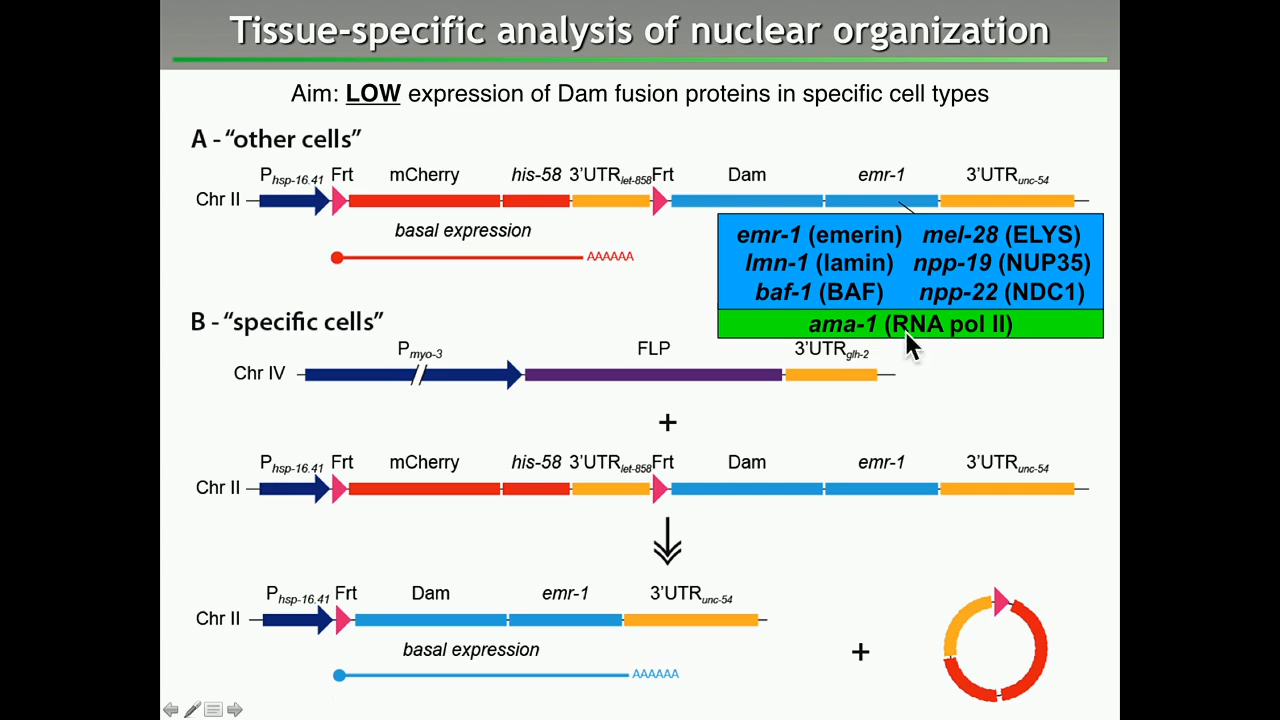 Tissue-specific analysis of nuclear organization
Aim: LOW expression of Dam fusion proteins in specific cell types
A - “other cells”
Phsp-16.41 Frt mCherry his-58 3’UTRlet-858 Frt Dam emr-1 3’UTRunc-54
Chr II
basal expression
AAAAAA
emr-1 (emerin) mel-28 (ELYS)
lmn-1 (lamin) npp-19 (NUP35)
baf-1 (BAF) npp-22 (NDC1)
ama-1 (RNA pol II)
B - “specific cells”
Pmyo-3 FLP 3’UTRglh-2
Chr IV
+
Phsp-16.41 Frt mCherry his-58 3’UTRlet-858 Frt Dam emr-1 3’UTRunc-54
Chr II
Phsp-16.41 Frt Dam emr-1 3’UTRunc-54
Chr II
basal expression
+
AAAAAA